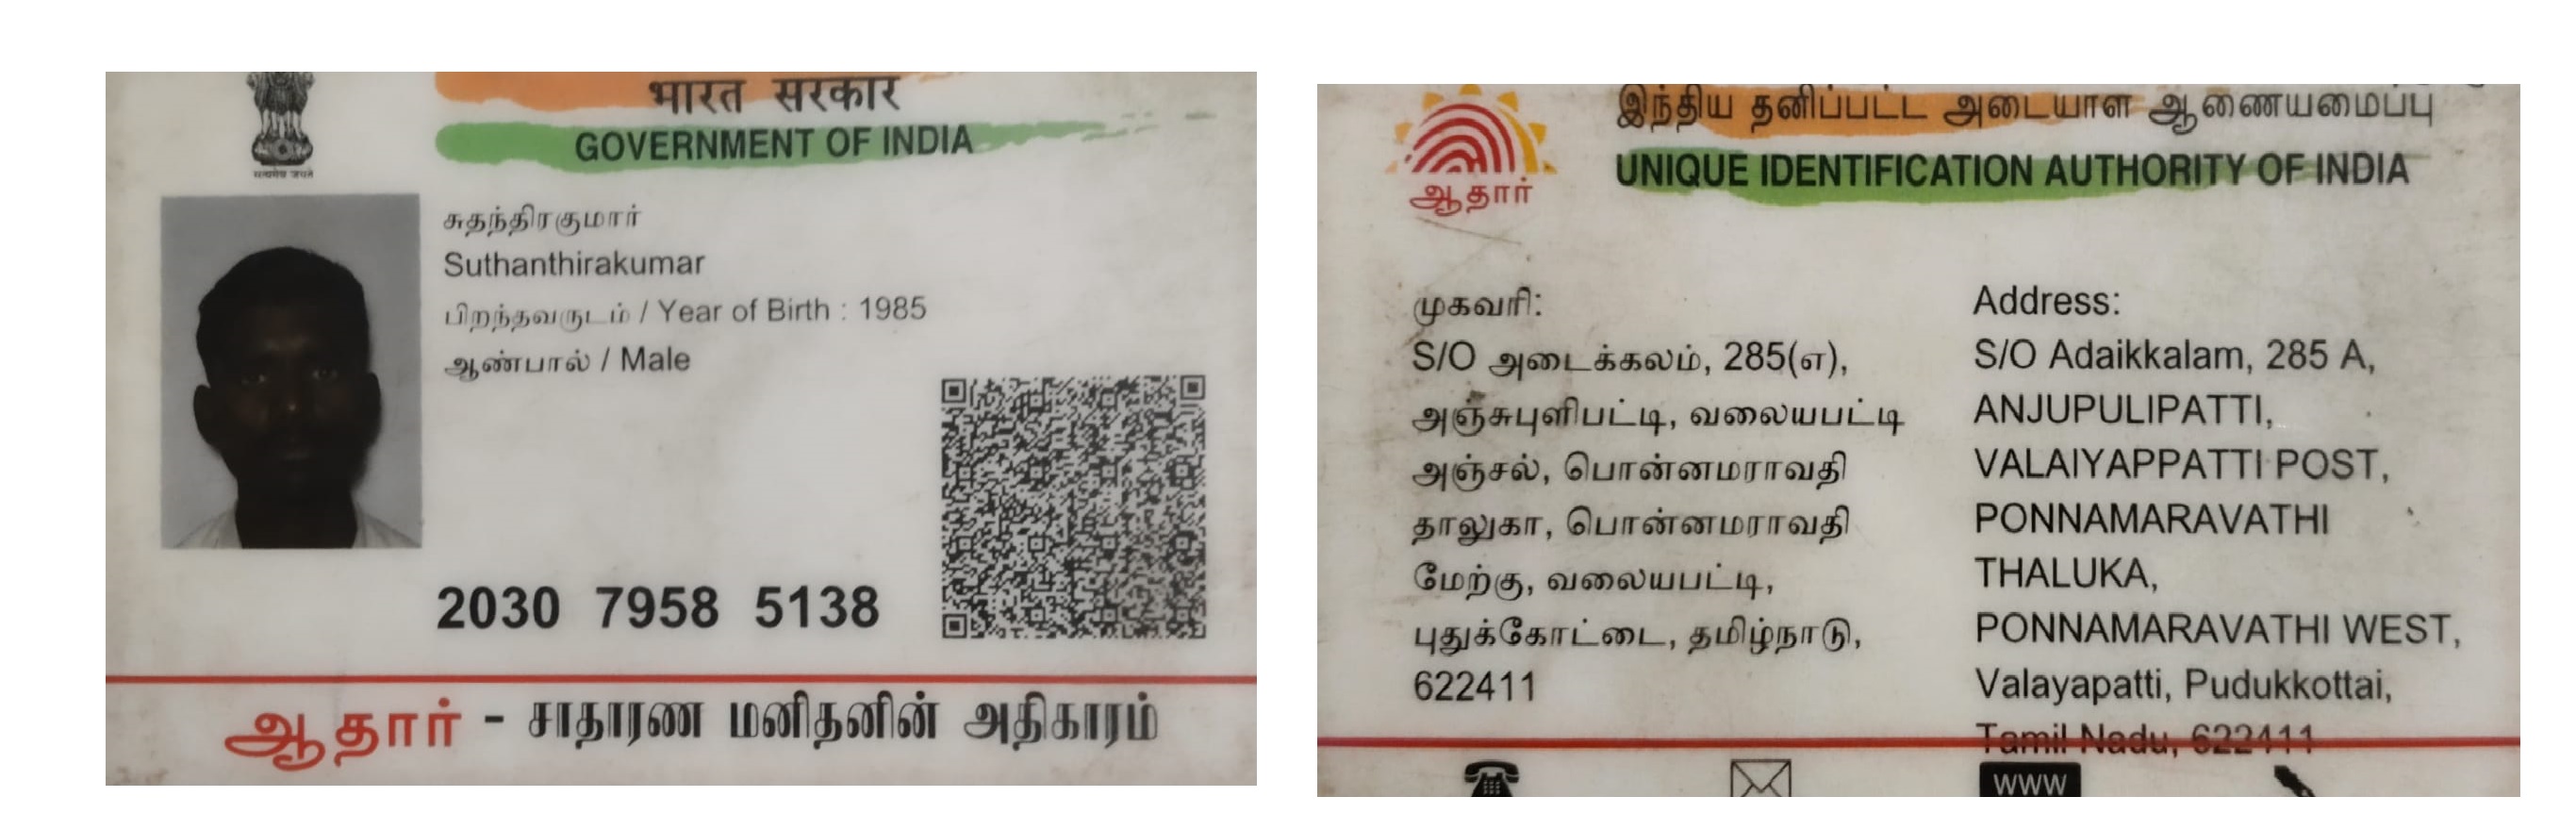 भारत सरकार
GOVERNMENT OF INDIA
सत्यमेव जयते
சுதந்திரகுமார்
Suthanthirakumar
பிறந்தவருடம் / Year of Birth : 1985
ஆண்பால் / Male
2030 7958 5138
ஆதார் - சாதாரண மனிதனின் அதிகாரம்
இந்திய தனிப்பட்ட அடையாள ஆணையமைப்பு
UNIQUE IDENTIFICATION AUTHORITY OF INDIA
ஆதார்
முகவரி:
S/O அடைக்கலம், 285(எ),
அஞ்சுபுளிபட்டி, வலையபட்டி
அஞ்சல், பொன்னமராவதி
தாலுகா, பொன்னமராவதி
மேற்கு, வலையபட்டி,
புதுக்கோட்டை, தமிழ்நாடு,
622411
Address:
S/O Adaikkalam, 285 A,
ANJUPULIPATTI,
VALAIYAPPATTI POST,
PONNAMARAVATHI
THALUKA,
PONNAMARAVATHI WEST,
Valayapatti, Pudukkottai,
Tamil Nadu, 622411
WWW